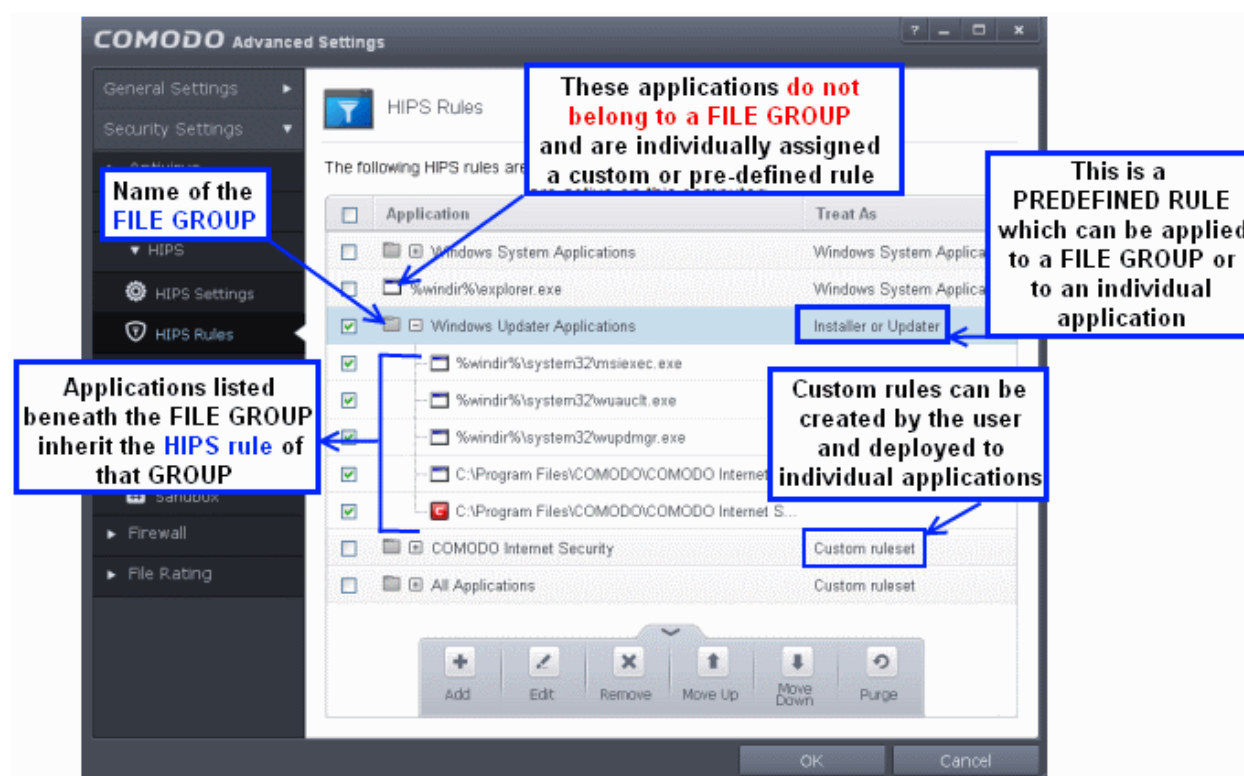 COMODO Advanced Settings
General Settings
Security Settings
HIPS
HIPS Settings
HIPS Rules
Sandbox
Firewall
File Rating
HIPS Rules
The following HIPS rules are
active on this computer
Application Treat As
Windows System Applications Windows System Applica
%windir%\explorer.exe Windows System Applica
Windows Updater Applications Installer or Updater
%windir%\system32\msiexec.exe
%windir%\system32\wuauclt.exe
%windir%\system32\wupdmgr.exe
C:\Program Files\COMODO\COMODO Internet
C:\Program Files\COMODO\COMODO Internet S...
COMODO Internet Security Custom ruleset
All Applications Custom ruleset
Add Edit Remove Move Up Move Down Purge
OK Cancel
These applications do not
belong to a FILE GROUP
and are individually assigned
a custom or pre-defined rule
Name of the
FILE GROUP
This is a
PREDEFINED RULE
which can be applied
to a FILE GROUP or
to an individual
application
Applications listed
beneath the FILE GROUP
inherit the HIPS rule of
that GROUP
Custom rules can be
created by the user
and deployed to
individual applications